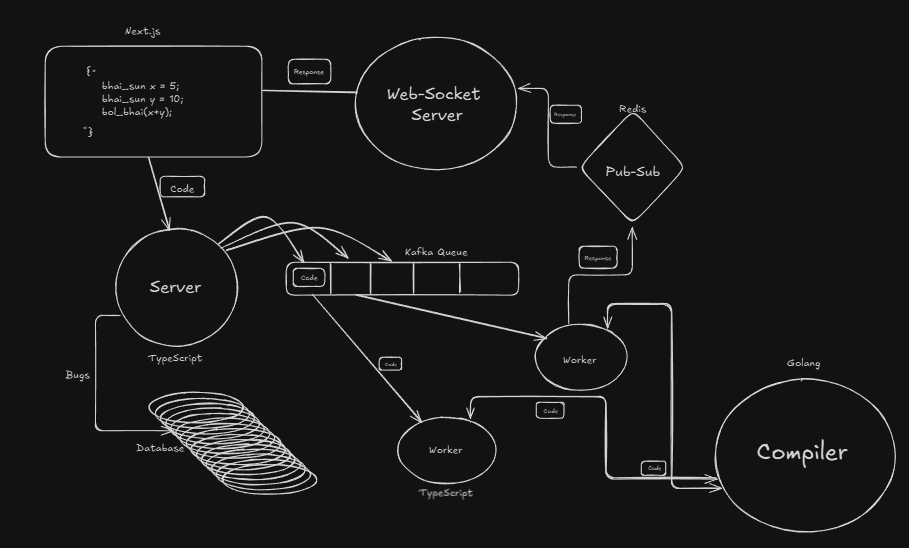 Next.js
{"
bhai_sun x = 5;
bhai_sun y = 10;
bol_bhai(x+y);
"}
Response
Web-Socket
Server
Response
Redis
Pub-Sub
Code
Server
TypeScript
Kafka Queue
Code
Response
Worker
Bugs
Database
Code
Worker
TypeScript
Code
Code
Golang
Compiler